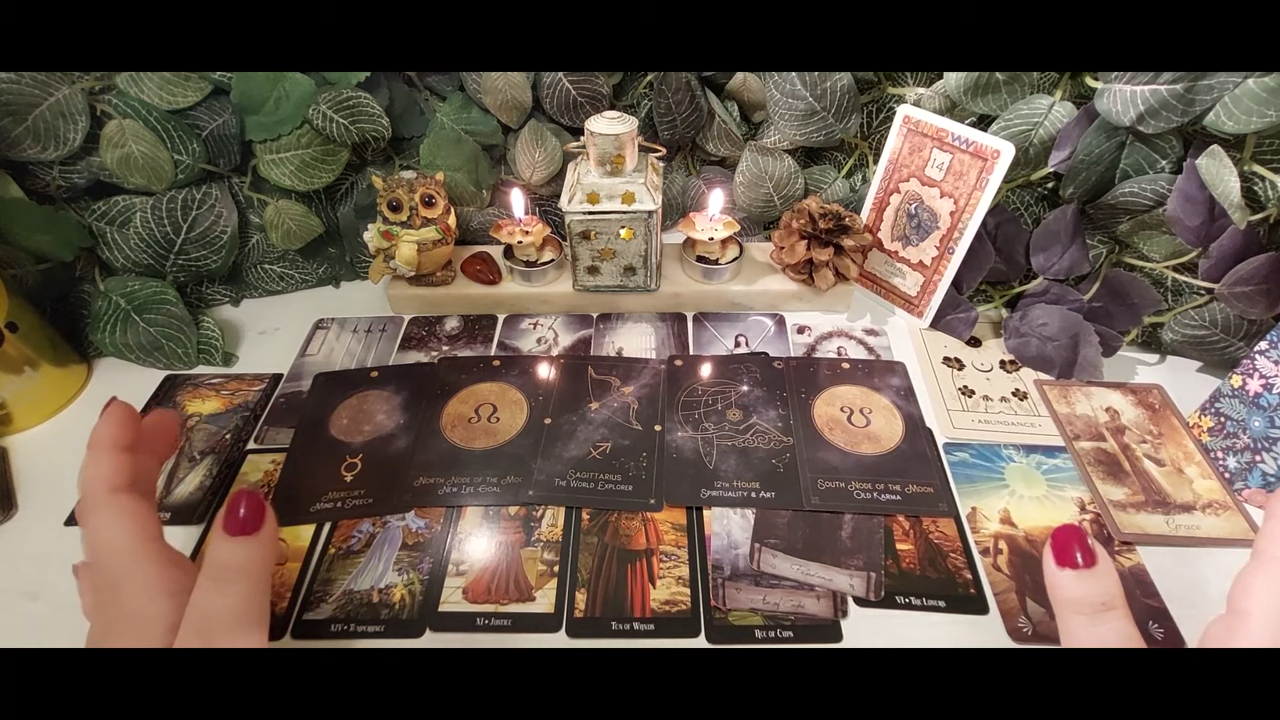 14
BUFFALO
• ABUNDANCE •
MERCURY
MIND & SPEECH
NORTH NODE OF THE MOO
NEW LIFE GOAL
SAGITTARIUS
THE WORLD EXPLORER
12TH HOUSE
SPIRITUALITY & ART
SOUTH NODE OF THE MOON
OLD KARMA
Grace
XIV • TEMPERANCE
XI • JUSTICE
TEN OF WANDS
ACE OF CUPS
VI • THE LOVERS